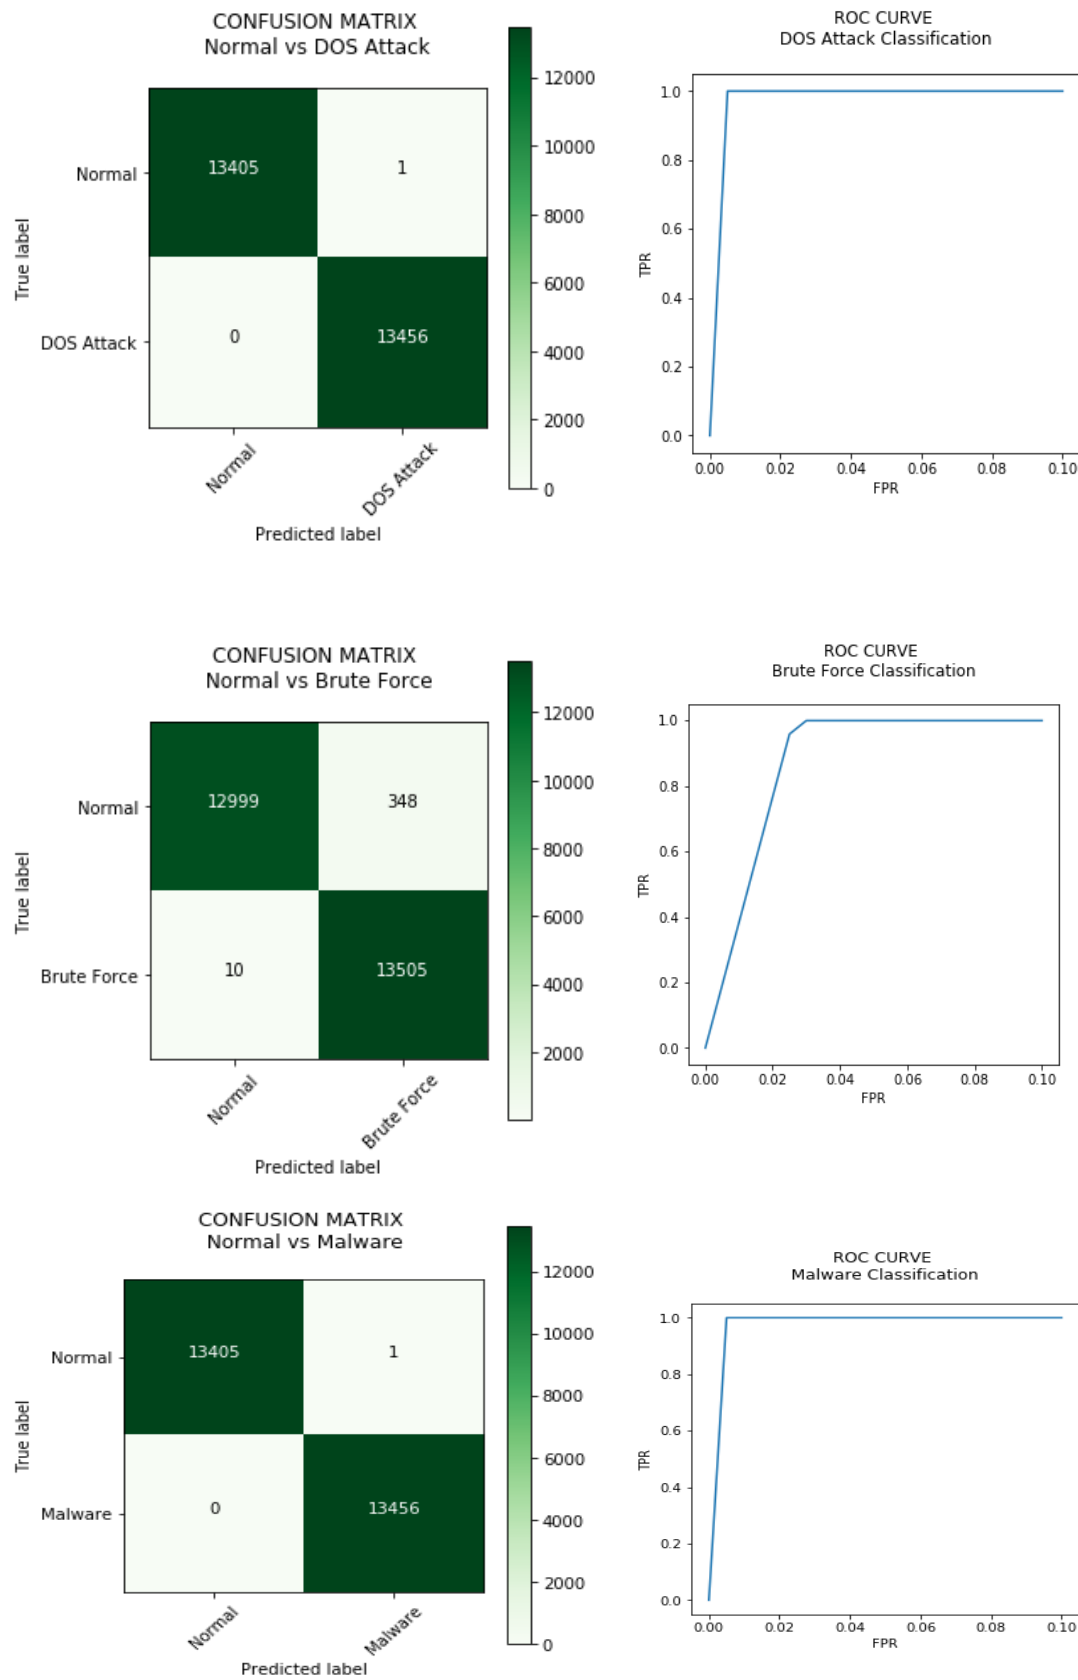 CONFUSION MATRIX
Normal vs DOS Attack
12000
10000
8000
6000
4000
2000
0
True label
Normal
DOS Attack
13405 1
0 13456
Normal
DOS Attack
Predicted label
ROC CURVE
DOS Attack Classification
TPR
1.0
0.8
0.6
0.4
0.2
0.0
0.00 0.02 0.04 0.06 0.08 0.10
FPR
CONFUSION MATRIX
Normal vs Brute Force
12000
10000
8000
6000
4000
2000
True label
Normal
Brute Force
12999 348
10 13505
Normal
Brute Force
Predicted label
ROC CURVE
Brute Force Classification
TPR
1.0
0.8
0.6
0.4
0.2
0.0
0.00 0.02 0.04 0.06 0.08 0.10
FPR
CONFUSION MATRIX
Normal vs Malware
12000
10000
8000
6000
4000
2000
0
True label
Normal
Malware
13405 1
0 13456
Normal
Malware
Predicted label
ROC CURVE
Malware Classification
TPR
1.0
0.8
0.6
0.4
0.2
0.0
0.00 0.02 0.04 0.06 0.08 0.10
FPR